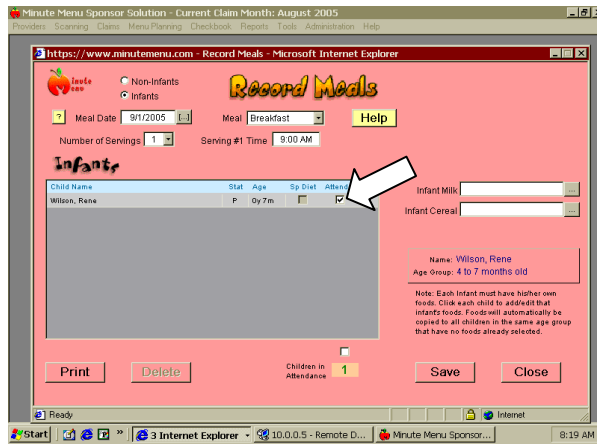 Minute Menu Sponsor Solution - Current Claim Month: August 2005
Providers Scanning Claims Menu Planning Checkbook Reports Tools Administration Help
https://www.minutemenu.com - Record Meals - Microsoft Internet Explorer
Minute Menu
Non-Infants
Infants
Record Meals
? Meal Date 9/1/2005 [...] Meal Breakfast Help
Number of Servings 1 Serving #1 Time 9:00 AM
Infants
Child Name Stat Age Sp Diet Attend
Wilson, Rene P 0y 7m
Infant Milk ...
Infant Cereal ...
Name: Wilson, Rene
Age Group: 4 to 7 months old
Note: Each Infant must have his/her own
foods. Click each child to add/edit that
infant's foods. Foods will automatically be
copied to all children in the same age group
that have no foods already selected.
Print Delete Children in Attendance 1 Save Close
Ready Internet
Start » 3 Internet Explorer 10.0.0.5 - Remote D... Minute Menu Sponsor... 8:19 AM